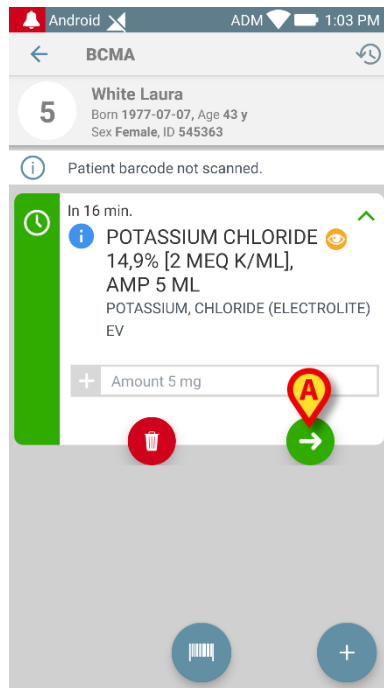 Android ADM 1:03 PM
BCMA
5
White Laura
Born 1977-07-07, Age 43 y
Sex Female, ID 545363
i Patient barcode not scanned.
In 16 min.
i POTASSIUM CHLORIDE
14,9% [2 MEQ K/ML],
AMP 5 ML
POTASSIUM, CHLORIDE (ELECTROLITE)
EV
+ Amount 5 mg
A
+